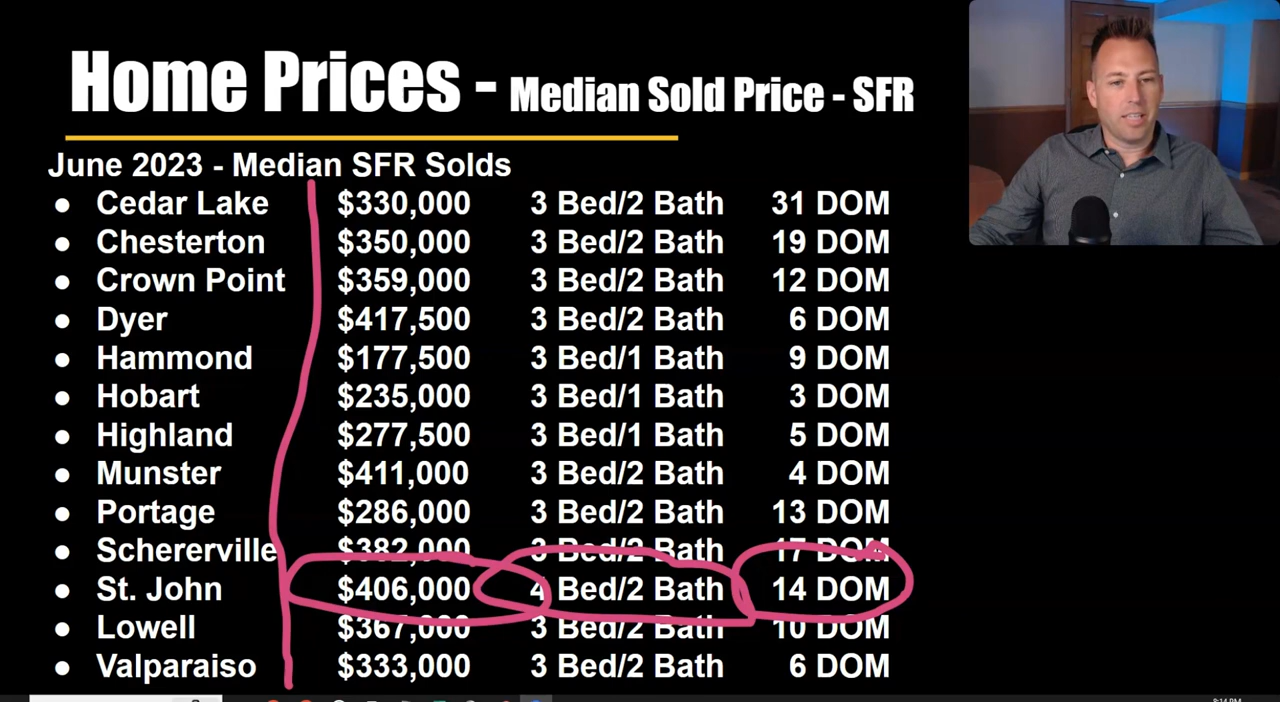 Home Prices - Median Sold Price - SFR
June 2023 - Median SFR Solds
● Cedar Lake $330,000 3 Bed/2 Bath 31 DOM
● Chesterton $350,000 3 Bed/2 Bath 19 DOM
● Crown Point $359,000 3 Bed/2 Bath 12 DOM
● Dyer $417,500 3 Bed/2 Bath 6 DOM
● Hammond $177,500 3 Bed/1 Bath 9 DOM
● Hobart $235,000 3 Bed/1 Bath 3 DOM
● Highland $277,500 3 Bed/1 Bath 5 DOM
● Munster $411,000 3 Bed/2 Bath 4 DOM
● Portage $286,000 3 Bed/2 Bath 13 DOM
● Schererville $382,000 3 Bed/2 Bath 17 DOM
● St. John $406,000 4 Bed/2 Bath 14 DOM
● Lowell $367,000 3 Bed/2 Bath 10 DOM
● Valparaiso $333,000 3 Bed/2 Bath 6 DOM